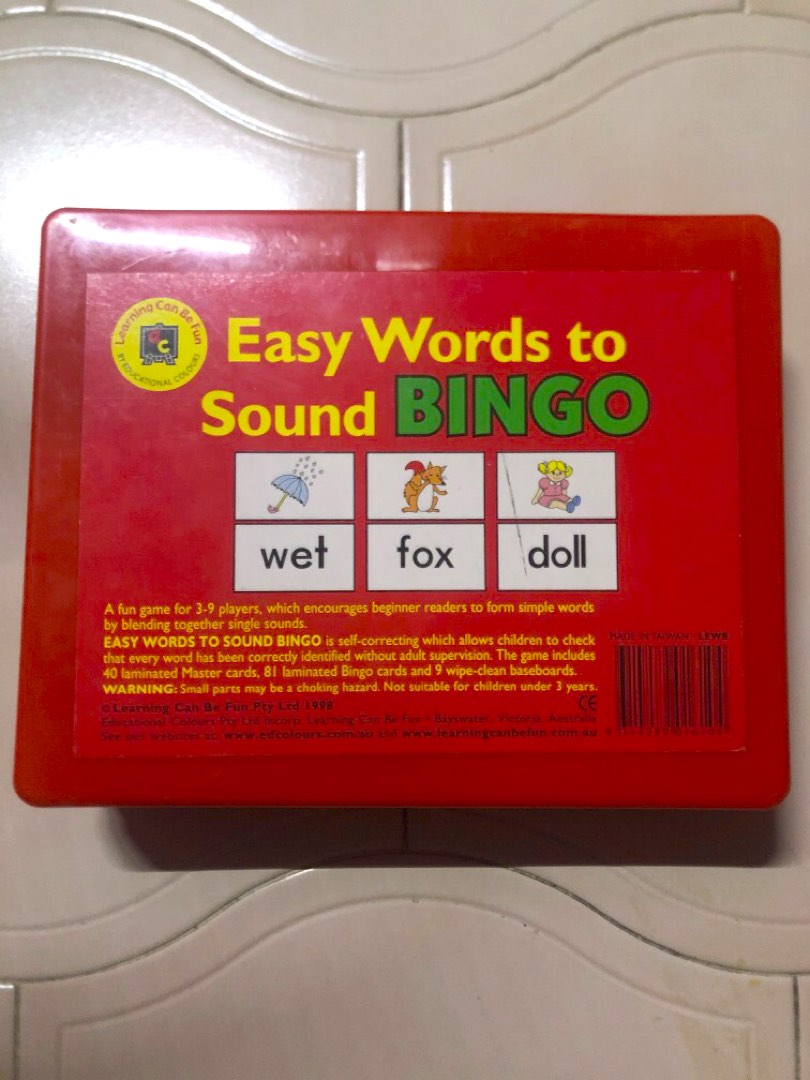 Learning Can Be Fun
BY EDUCATIONAL COLOURS
Easy Words to
Sound BINGO
wet fox doll
A fun game for 3-9 players, which encourages beginner readers to form simple words
by blending together single sounds.
EASY WORDS TO SOUND BINGO is self-correcting which allows children to check
that every word has been correctly identified without adult supervision. The game includes
40 laminated Master cards, 81 laminated Bingo cards and 9 wipe-clean baseboards.
WARNING: Small parts may be a choking hazard. Not suitable for children under 3 years.
MADE IN TAIWAN - LEWB
© Learning Can Be Fun Pty Ltd 1998 CE
Educational Colours Pty Ltd Incorp. Learning Can Be Fun - Bayswater, Victoria, Australia
See our websites at: www.edcolours.com.au and www.learningcanbefun.com.au